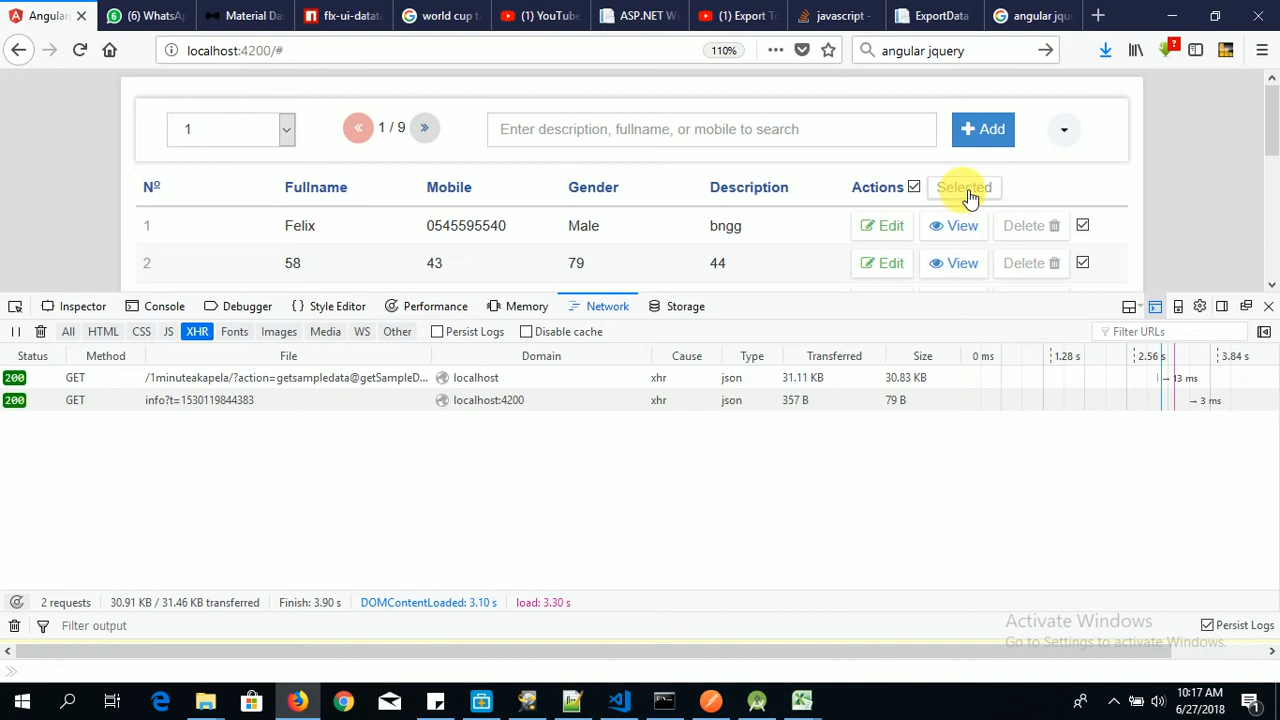 Angular
(6) WhatsA
Material Da
flx-ui-datat
world cup t
(1) YouTube
ASP.NET W
(1) Export T
javascript -
ExportData
angular jqu
localhost:4200/#
110%
angular jquery
?
1
1 / 9
Enter description, fullname, or mobile to search
Add
Nº Fullname Mobile Gender Description Actions Selected
1 Felix 0545595540 Male bngg Edit View Delete
2 58 43 79 44 Edit View Delete
Inspector Console Debugger Style Editor Performance Memory Network Storage
All HTML CSS JS XHR Fonts Images Media WS Other Persist Logs Disable cache Filter URLs
Status Method File Domain Cause Type Transferred Size 0 ms 1.28 s 2.56 s 3.84 s
200 GET /1minuteakapela/?action=getsampledata@getSampleD... localhost xhr json 31.11 KB 30.83 KB → 13 ms
200 GET info?t=1530119844383 localhost:4200 xhr json 357 B 79 B → 3 ms
2 requests 30.91 KB / 31.46 KB transferred Finish: 3.90 s DOMContentLoaded: 3.10 s load: 3.30 s
Filter output
Persist Logs
Activate Windows
Go to Settings to activate Windows.
10:17 AM
6/27/2018
1